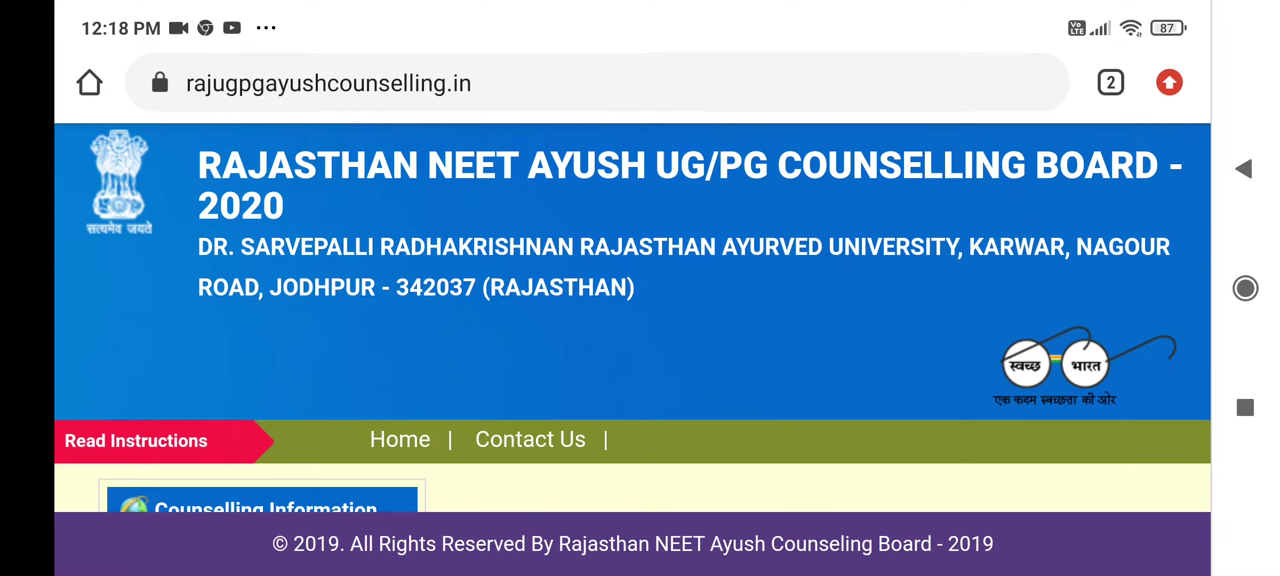 12:18 PM
Vo LTE
87
rajugpgayushcounselling.in
2
RAJASTHAN NEET AYUSH UG/PG COUNSELLING BOARD -
2020
सत्यमेव जयते
DR. SARVEPALLI RADHAKRISHNAN RAJASTHAN AYURVED UNIVERSITY, KARWAR, NAGOUR
ROAD, JODHPUR - 342037 (RAJASTHAN)
स्वच्छ भारत
एक कदम स्वच्छता की ओर
Read Instructions Home | Contact Us |
Counselling Information
© 2019. All Rights Reserved By Rajasthan NEET Ayush Counseling Board - 2019